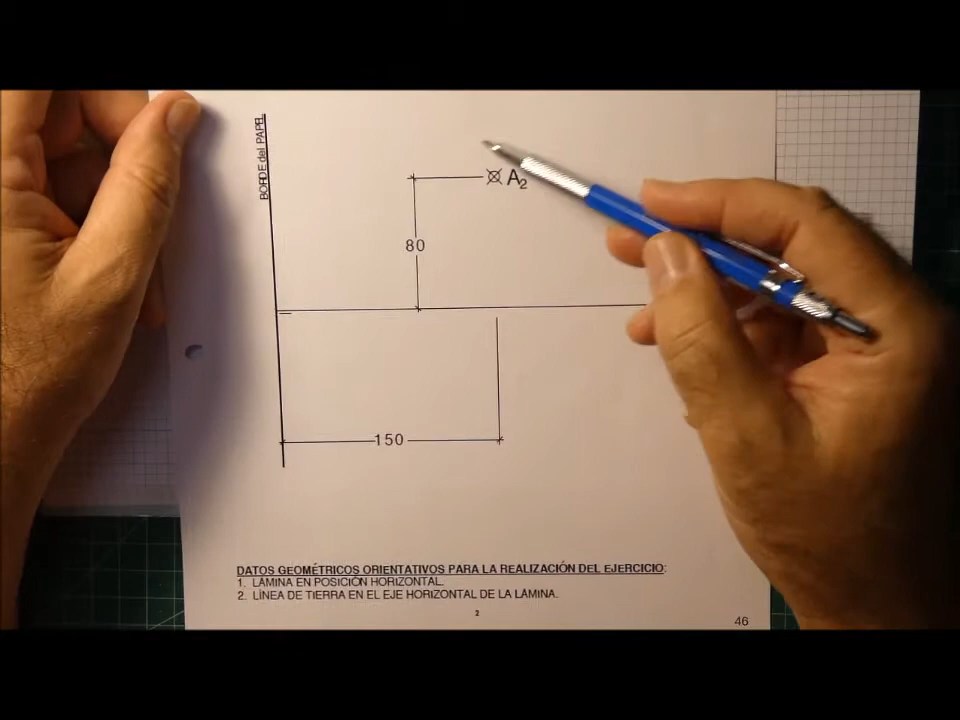 BORDE del PAPEL
A2
80
150
DATOS GEOMÉTRICOS ORIENTATIVOS PARA LA REALIZACIÓN DEL EJERCICIO:
1. LÁMINA EN POSICIÓN HORIZONTAL.
2. LÍNEA DE TIERRA EN EL EJE HORIZONTAL DE LA LÁMINA.
2
46